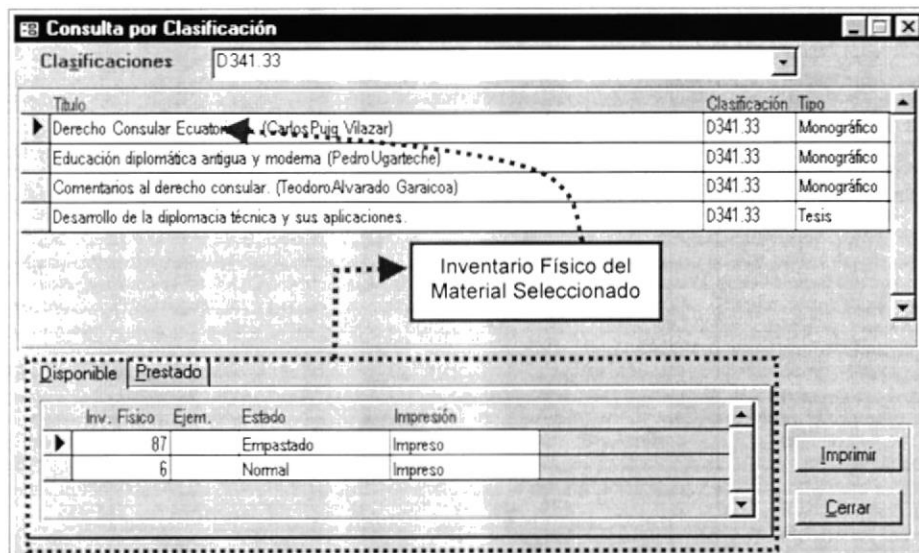 Consulta por Clasificación
Clasificaciones D341.33
Título Clasificación Tipo
Derecho Consular (Carlos Puig Vilazar) D341.33 Monográfico
Educación diplomática antigua y moderna (Pedro Ugarteche) D341.33 Monográfico
Comentarios al derecho consular. (Teodoro Alvarado Garaicoa) D341.33 Monográfico
Desarrollo de la diplomacia técnica y sus aplicaciones. D341.33 Tesis
Inventario Físico del
Material Seleccionado
Disponible Prestado
Inv. Físico Ejem. Estado Impresión
87 Empastado Impreso
6 Normal Impreso
Imprimir
Cerrar